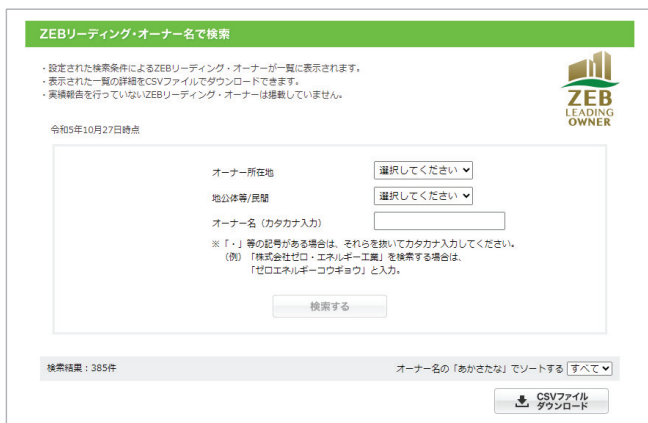 ZEBリーディング・オーナー名で検索
・設定された検索条件によるZEBリーディング・オーナーが一覧に表示されます。
・表示された一覧の詳細をCSVファイルでダウンロードできます。
・実績報告を行っていないZEBリーディング・オーナーは掲載していません。
ZEB
LEADING
OWNER
令和5年10月27日時点
オーナー所在地 選択してください
地公体等/民間 選択してください
オーナー名（カタカナ入力）
※「・」等の記号がある場合は、それらを抜いてカタカナ入力してください。
（例）「株式会社ゼロ・エネルギー工業」を検索する場合は、
「ゼロエネルギーコウギョウ」と入力。
検索する
検索結果：385件 オーナー名の「あかさたな」でソートする すべて
CSVファイル
ダウンロード